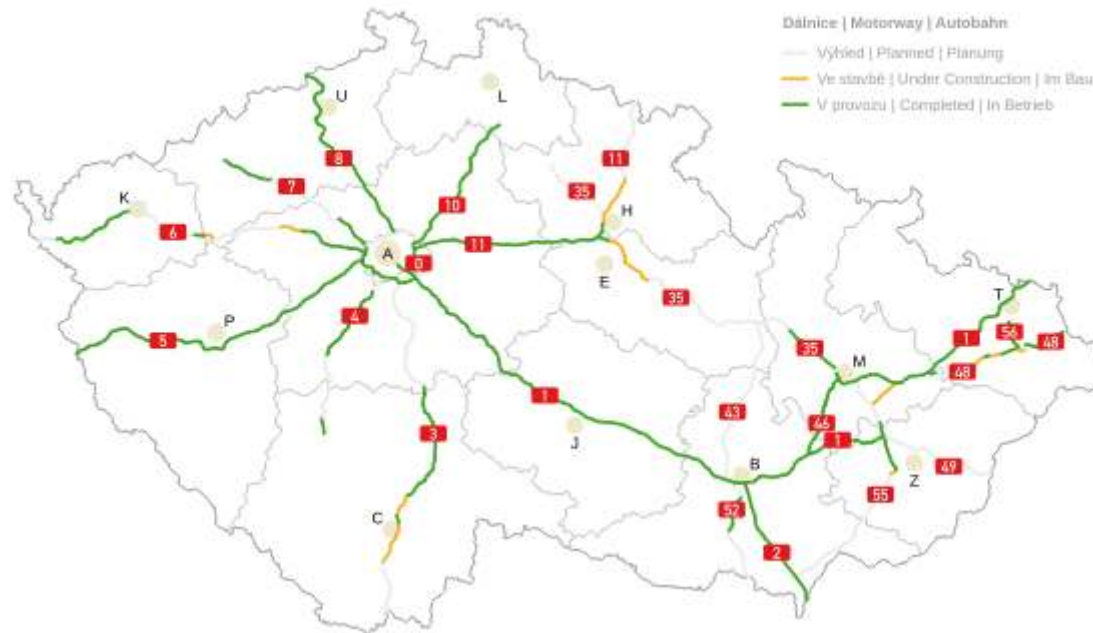 Dálnice | Motorway | Autobahn
Výhled | Planned | Planung
Ve stavbě | Under Construction | Im Bau
V provozu | Completed | In Betrieb
U
L
8
11
7
35
K
10
H
6
11
A
0
E
35
T
4
P
5
1
56
48
35
M
48
1
43
3
J
46
1
B
Z
49
55
C
52
2